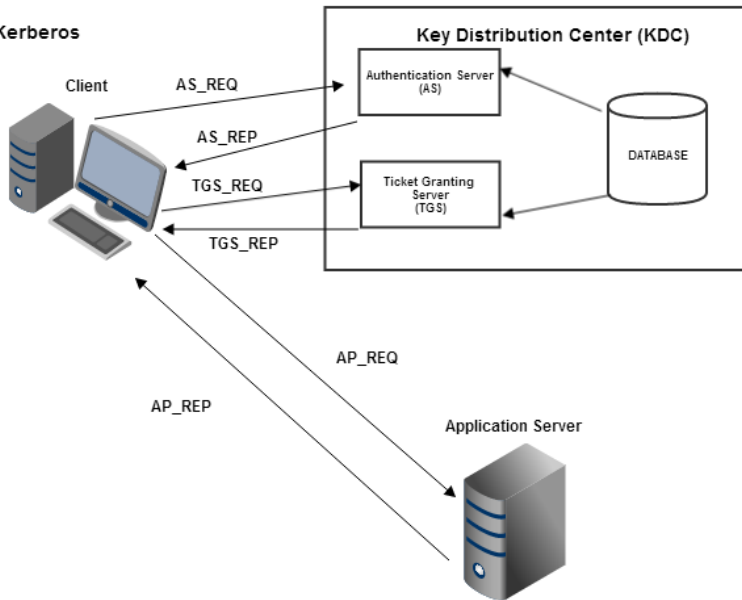 Kerberos
Key Distribution Center (KDC)
Client
AS_REQ
Authentication Server
(AS)
AS_REP
DATABASE
TGS_REQ
Ticket Granting
Server
(TGS)
TGS_REP
AP_REQ
AP_REP
Application Server